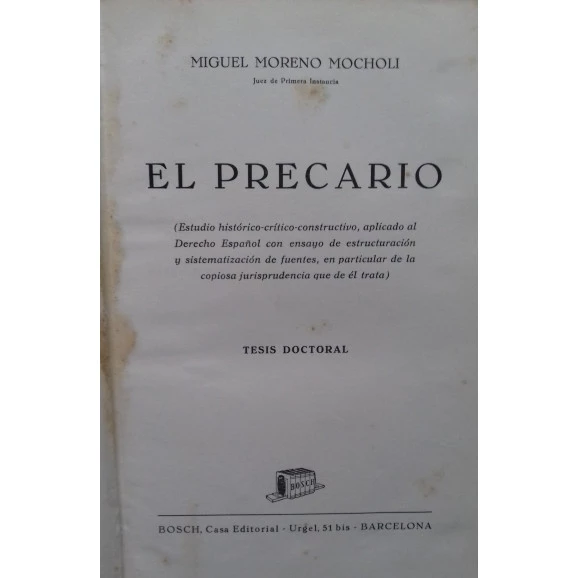 MIGUEL MORENO MOCHOLI
Juez de Primera Instancia
EL PRECARIO
(Estudio histórico-crítico-constructivo, aplicado al
Derecho Español con ensayo de estructuración
y sistematización de fuentes, en particular de la
copiosa jurisprudencia que de él trata)
TESIS DOCTORAL
BOSCH
BOSCH, Casa Editorial - Urgel, 51 bis - BARCELONA